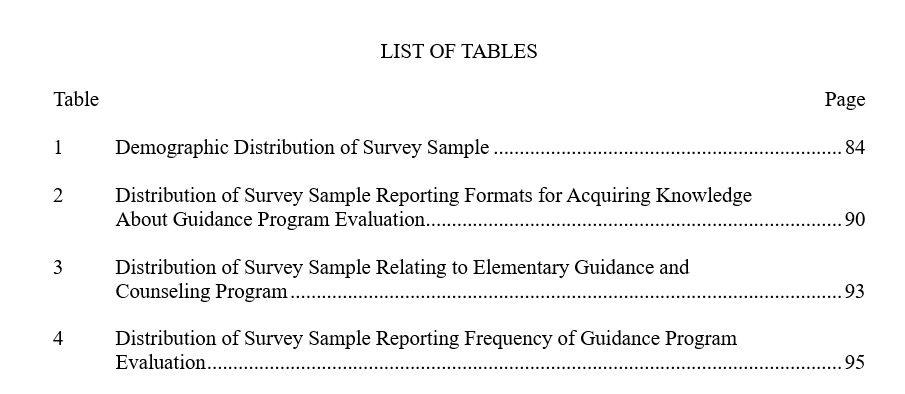 LIST OF TABLES
Table Page
1 Demographic Distribution of Survey Sample ................................................................... 84
2 Distribution of Survey Sample Reporting Formats for Acquiring Knowledge
About Guidance Program Evaluation................................................................................ 90
3 Distribution of Survey Sample Relating to Elementary Guidance and
Counseling Program .......................................................................................................... 93
4 Distribution of Survey Sample Reporting Frequency of Guidance Program
Evaluation.......................................................................................................................... 95